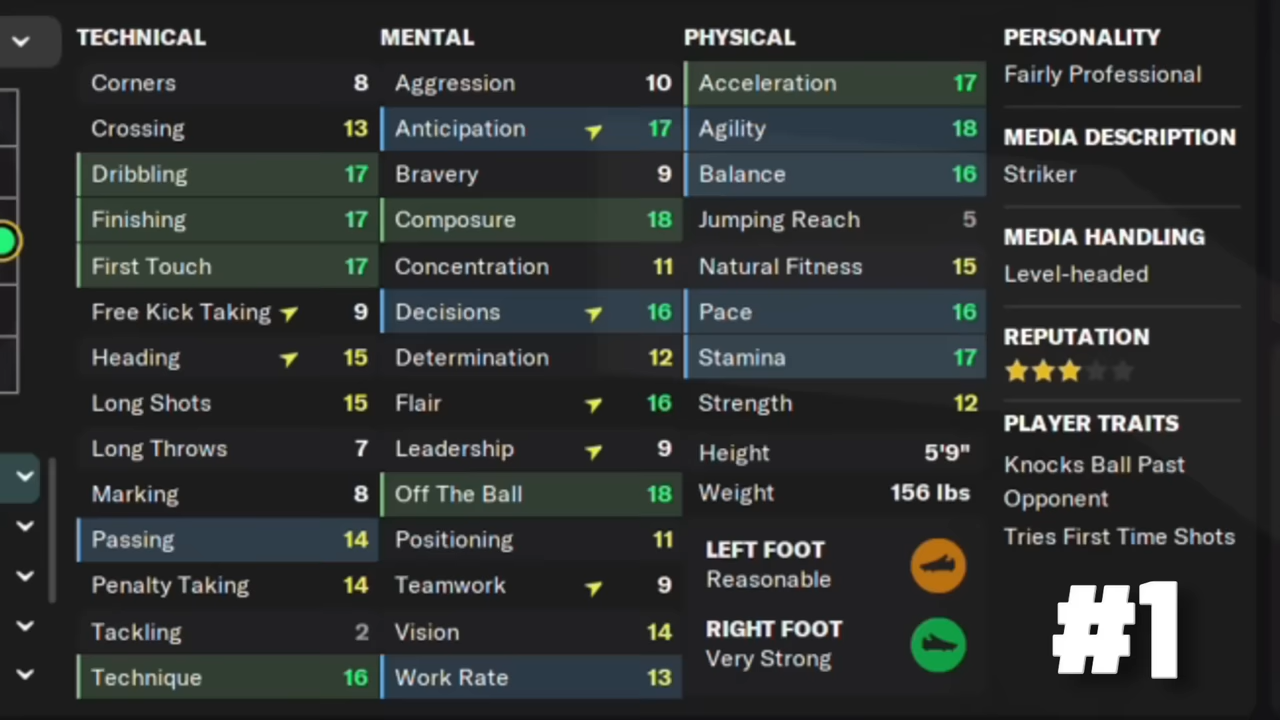 TECHNICAL
Corners 8
Crossing 13
Dribbling 17
Finishing 17
First Touch 17
Free Kick Taking 9
Heading 15
Long Shots 15
Long Throws 7
Marking 8
Passing 14
Penalty Taking 14
Tackling 2
Technique 16
MENTAL
Aggression 10
Anticipation 17
Bravery 9
Composure 18
Concentration 11
Decisions 16
Determination 12
Flair 16
Leadership 9
Off The Ball 18
Positioning 11
Teamwork 9
Vision 14
Work Rate 13
PHYSICAL
Acceleration 17
Agility 18
Balance 16
Jumping Reach 5
Natural Fitness 15
Pace 16
Stamina 17
Strength 12
Height 5'9"
Weight 156 lbs
LEFT FOOT
Reasonable
RIGHT FOOT
Very Strong
PERSONALITY
Fairly Professional
MEDIA DESCRIPTION
Striker
MEDIA HANDLING
Level-headed
REPUTATION
PLAYER TRAITS
Knocks Ball Past
Opponent
Tries First Time Shots
#1